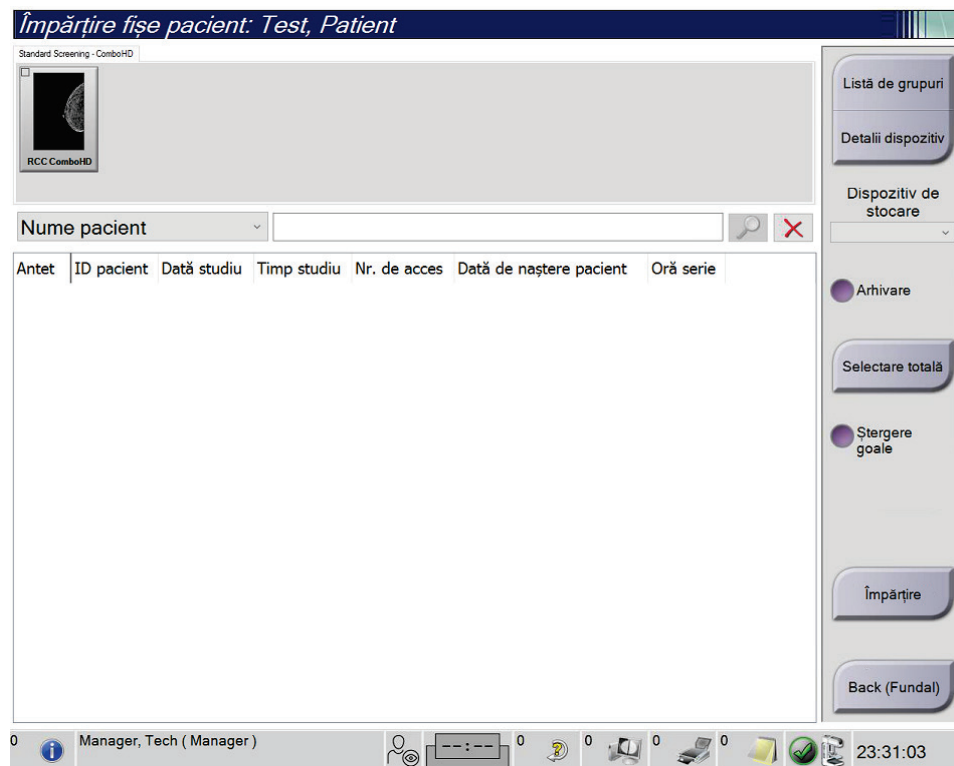 Împărțire fișe pacient: Test, Patient
Standard Screening - ComboHD
RCC ComboHD
Listă de grupuri
Detalii dispozitiv
Dispozitiv de
stocare
Nume pacient
Antet ID pacient Dată studiu Timp studiu Nr. de acces Dată de naștere pacient Oră serie
Arhivare
Selectare totală
Ștergere
goale
Împărțire
Back (Fundal)
0 Manager, Tech ( Manager ) --:-- 0 0 0 0 23:31:03